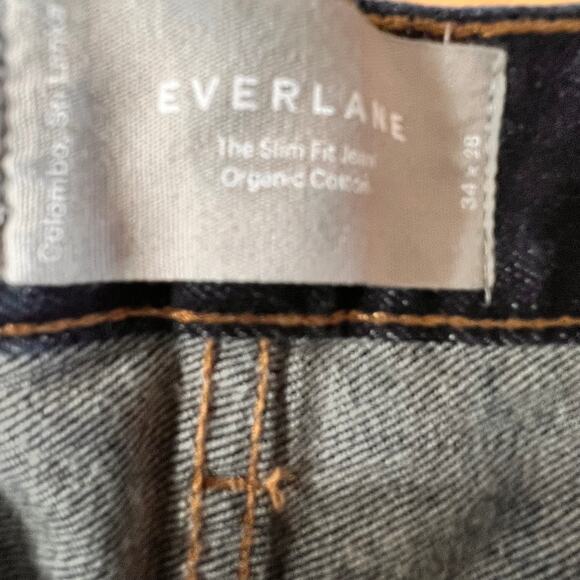 EVERLANE
The Slim Fit Jean
Organic Cotton
34 x 28
Colombo, Sri Lanka